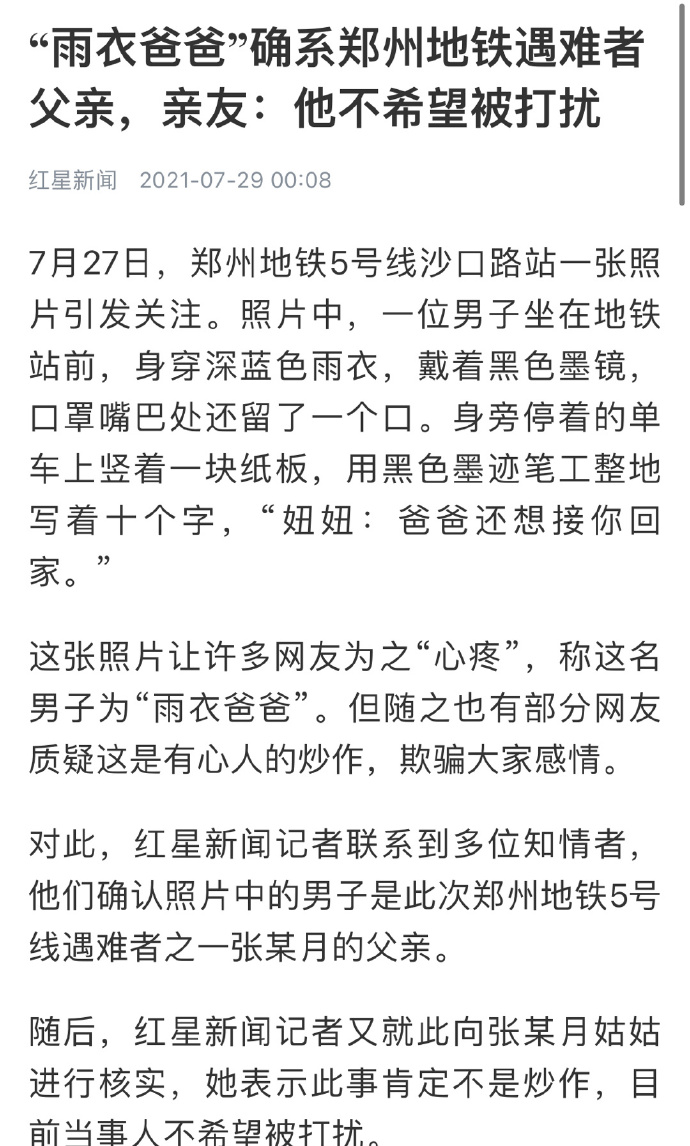 “雨衣爸爸”确系郑州地铁遇难者
父亲，亲友：他不希望被打扰
红星新闻 2021-07-29 00:08
7月27日，郑州地铁5号线沙口路站一张照
片引发关注。照片中，一位男子坐在地铁
站前，身穿深蓝色雨衣，戴着黑色墨镜，
口罩嘴巴处还留了一个口。身旁停着的单
车上竖着一块纸板，用黑色墨迹笔工整地
写着十个字，“妞妞：爸爸还想接你回
家。”
这张照片让许多网友为之“心疼”，称这名
男子为“雨衣爸爸”。但随之也有部分网友
质疑这是有心人的炒作，欺骗大家感情。
对此，红星新闻记者联系到多位知情者，
他们确认照片中的男子是此次郑州地铁5号
线遇难者之一张某月的父亲。
随后，红星新闻记者又就此向张某月姑姑
进行核实，她表示此事肯定不是炒作，目
前当事人不希望被打扰。